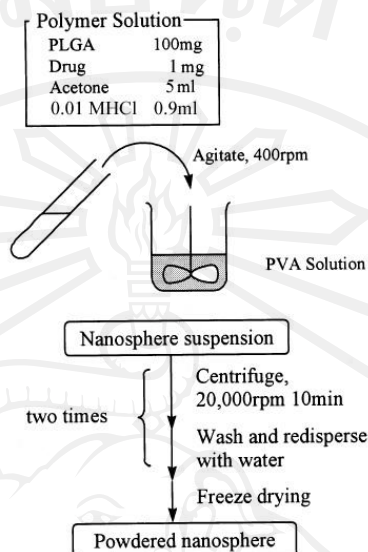 Polymer Solution
PLGA 100mg
Drug 1 mg
Acetone 5 ml
0.01 MHCl 0.9ml
Agitate, 400rpm
PVA Solution
Nanosphere suspension
Centrifuge,
20,000rpm 10min
two times
Wash and redisperse
with water
Freeze drying
Powdered nanosphere